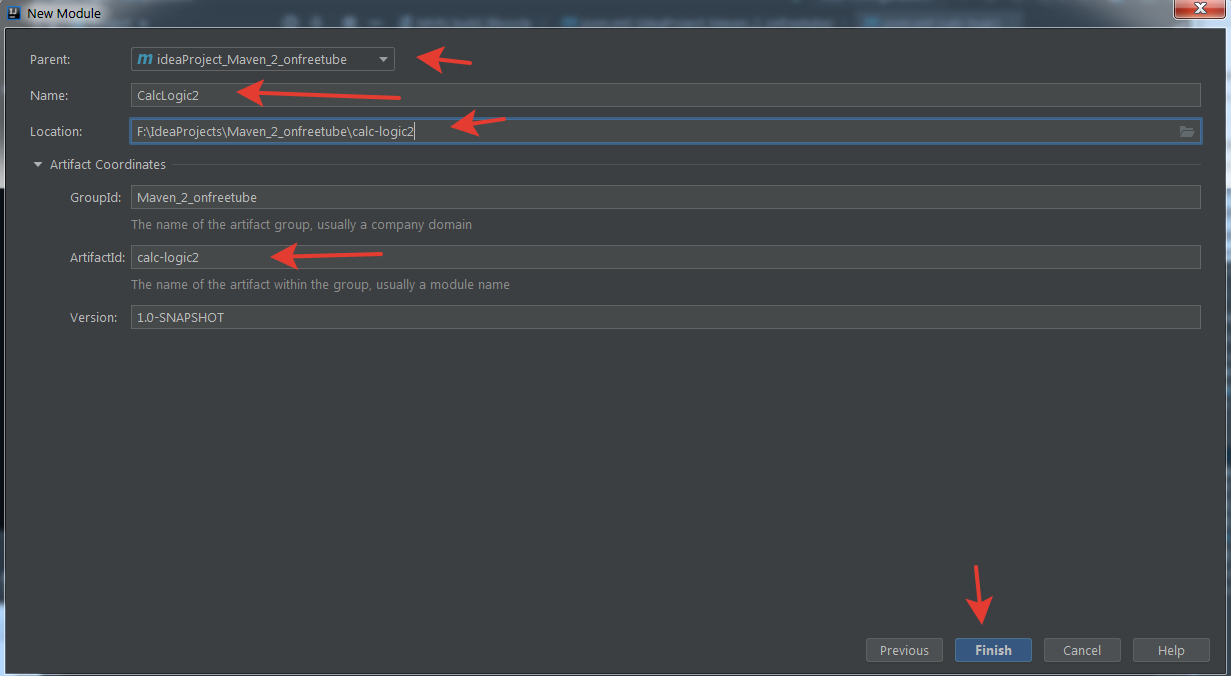 New Module
Parent: m ideaProject_Maven_2_onfreetube
Name: CalcLogic2
Location: F:\IdeaProjects\Maven_2_onfreetube\calc-logic2
Artifact Coordinates
GroupId: Maven_2_onfreetube
The name of the artifact group, usually a company domain
ArtifactId: calc-logic2
The name of the artifact within the group, usually a module name
Version: 1.0-SNAPSHOT
Previous Finish Cancel Help